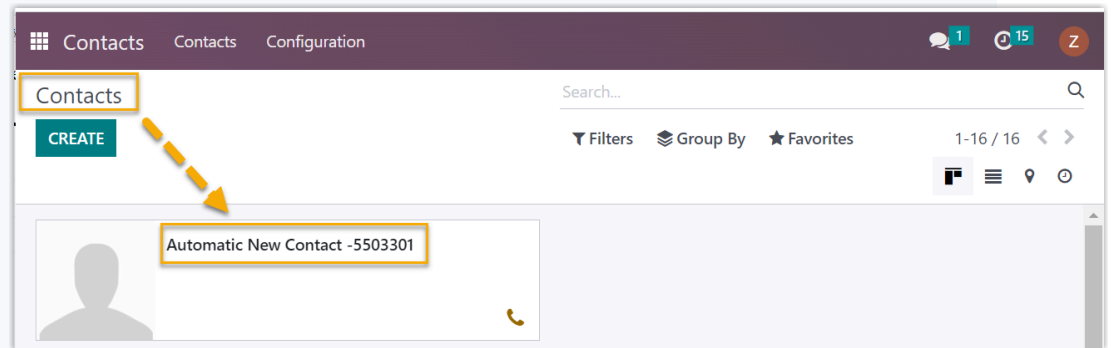 Contacts Contacts Configuration 1 15 Z
Contacts Search...
CREATE Filters Group By Favorites 1-16 / 16
Automatic New Contact -5503301